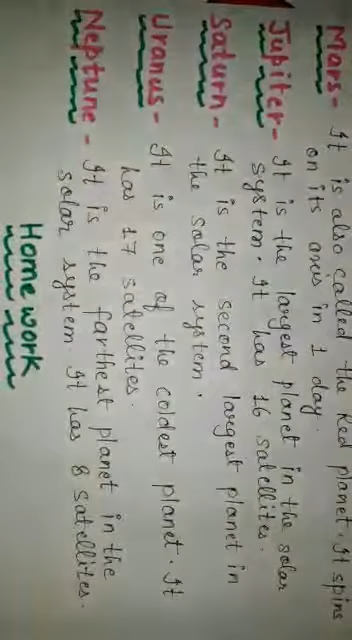 Mars- It is also called the Red planet. It spins
on its axis in 1 day.
Jupiter- It is the largest planet in the solar
system. It has 16 satellites.
Saturn- It is the second largest planet in
the solar system.
Uranus- It is one of the coldest planet. It
has 17 satellites.
Neptune- It is the farthest planet in the
solar system It has 8 satellites.
Home work